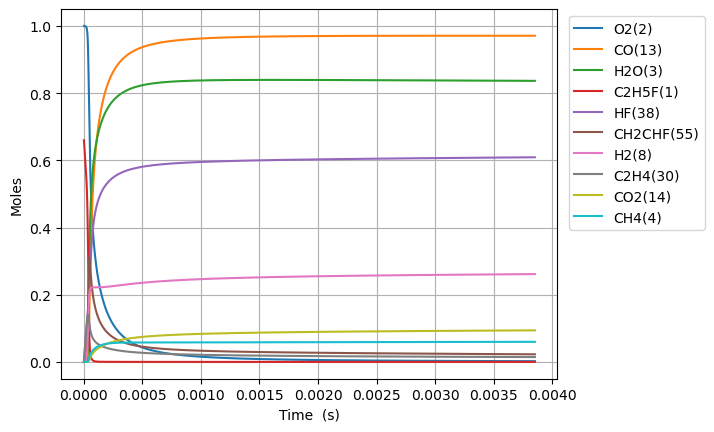 1.0
0.8
0.6
0.4
0.2
0.0
Moles
0.0000 0.0005 0.0010 0.0015 0.0020 0.0025 0.0030 0.0035 0.0040
Time (s)
O2(2)
CO(13)
H2O(3)
C2H5F(1)
HF(38)
CH2CHF(55)
H2(8)
C2H4(30)
CO2(14)
CH4(4)